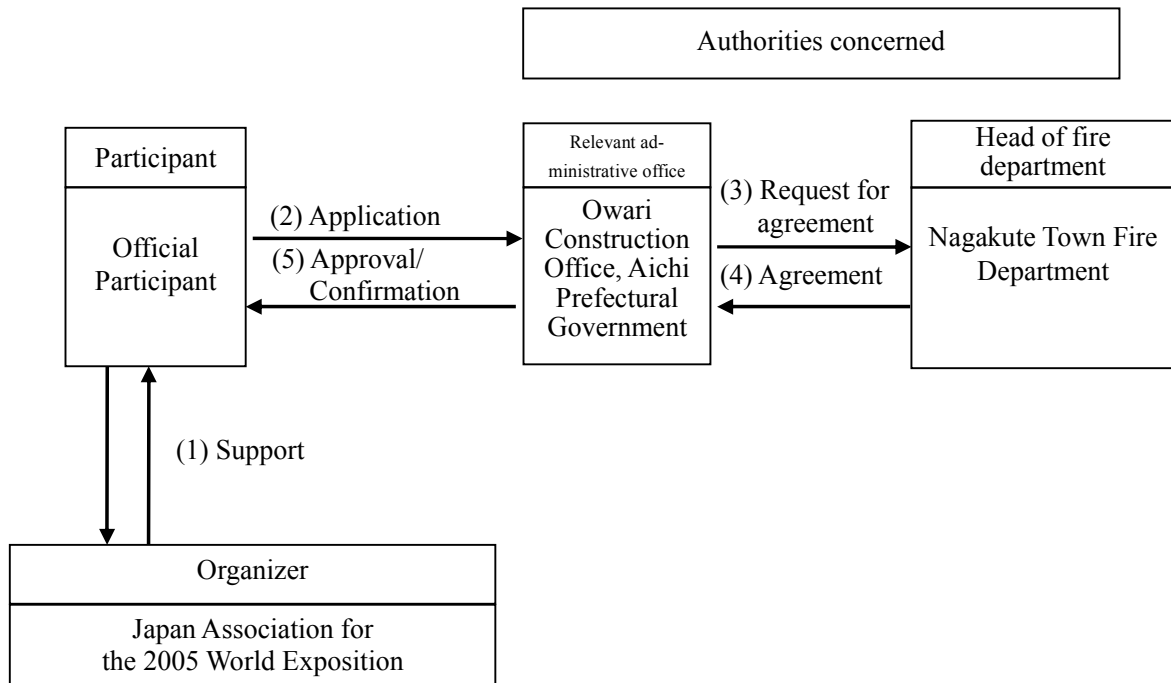 Authorities concerned
Participant
Official
Participant
(2) Application
(5) Approval/
Confirmation
Relevant ad-
ministrative office
Owari
Construction
Office, Aichi
Prefectural
Government
(3) Request for
agreement
(4) Agreement
Head of fire
department
Nagakute Town Fire
Department
(1) Support
Organizer
Japan Association for
the 2005 World Exposition